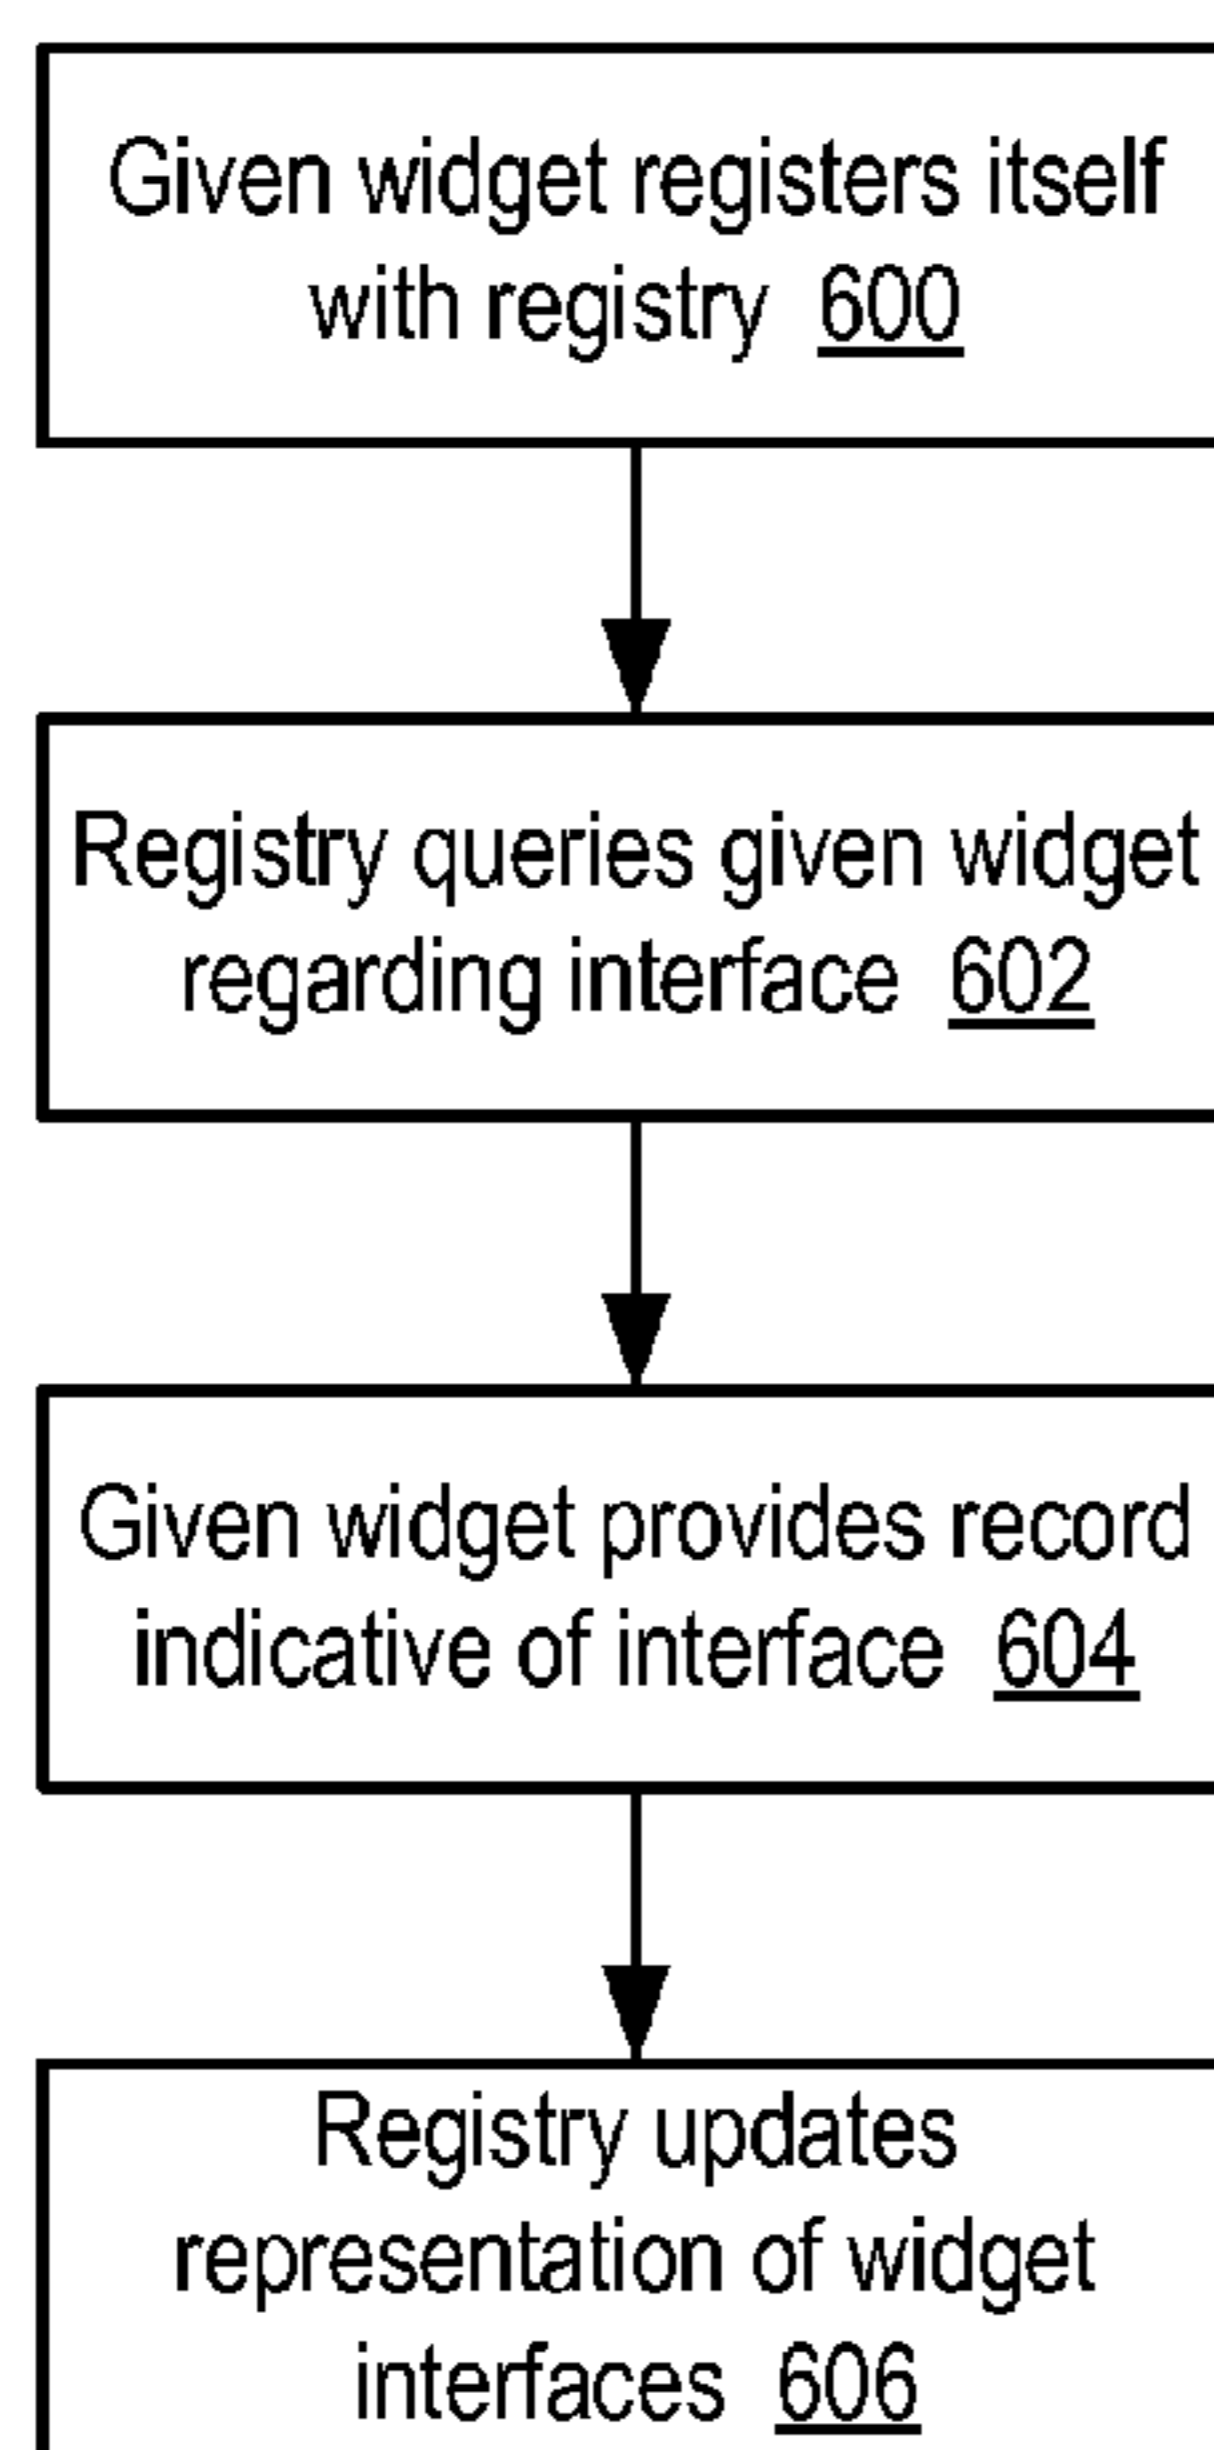 Given widget registers itself
with registry 600
Registry queries given widget
regarding interface 602
Given widget provides record
indicative of interface 604
Registry updates
representation of widget
interfaces 606